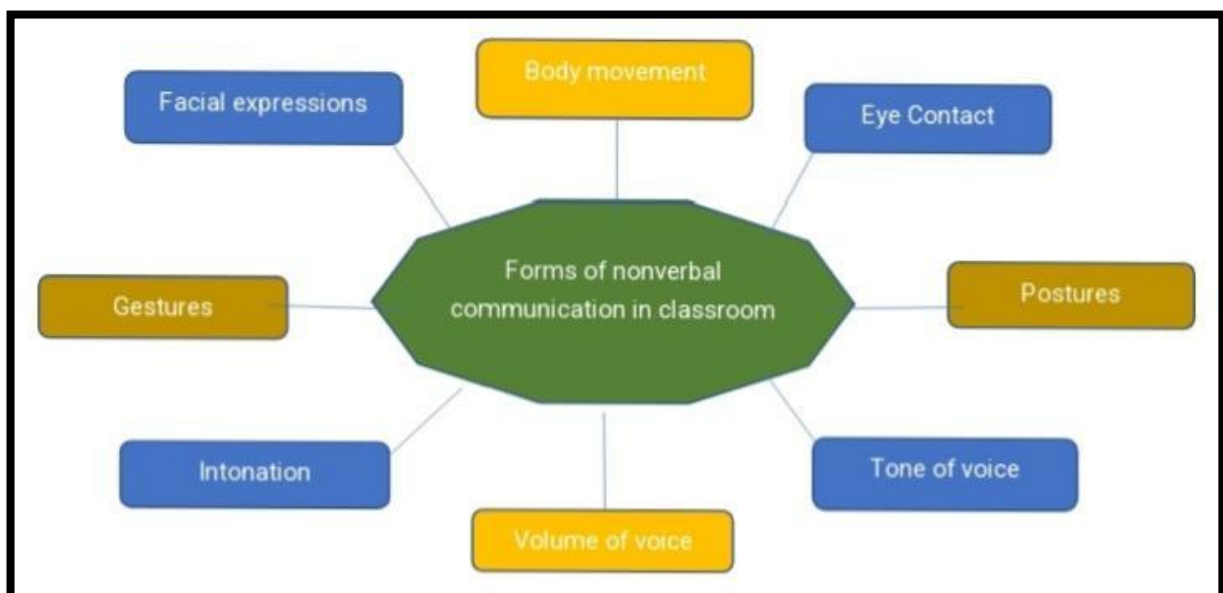 Body movement
Facial expressions
Eye Contact
Forms of nonverbal
communication in classroom
Gestures
Postures
Intonation
Tone of voice
Volume of voice